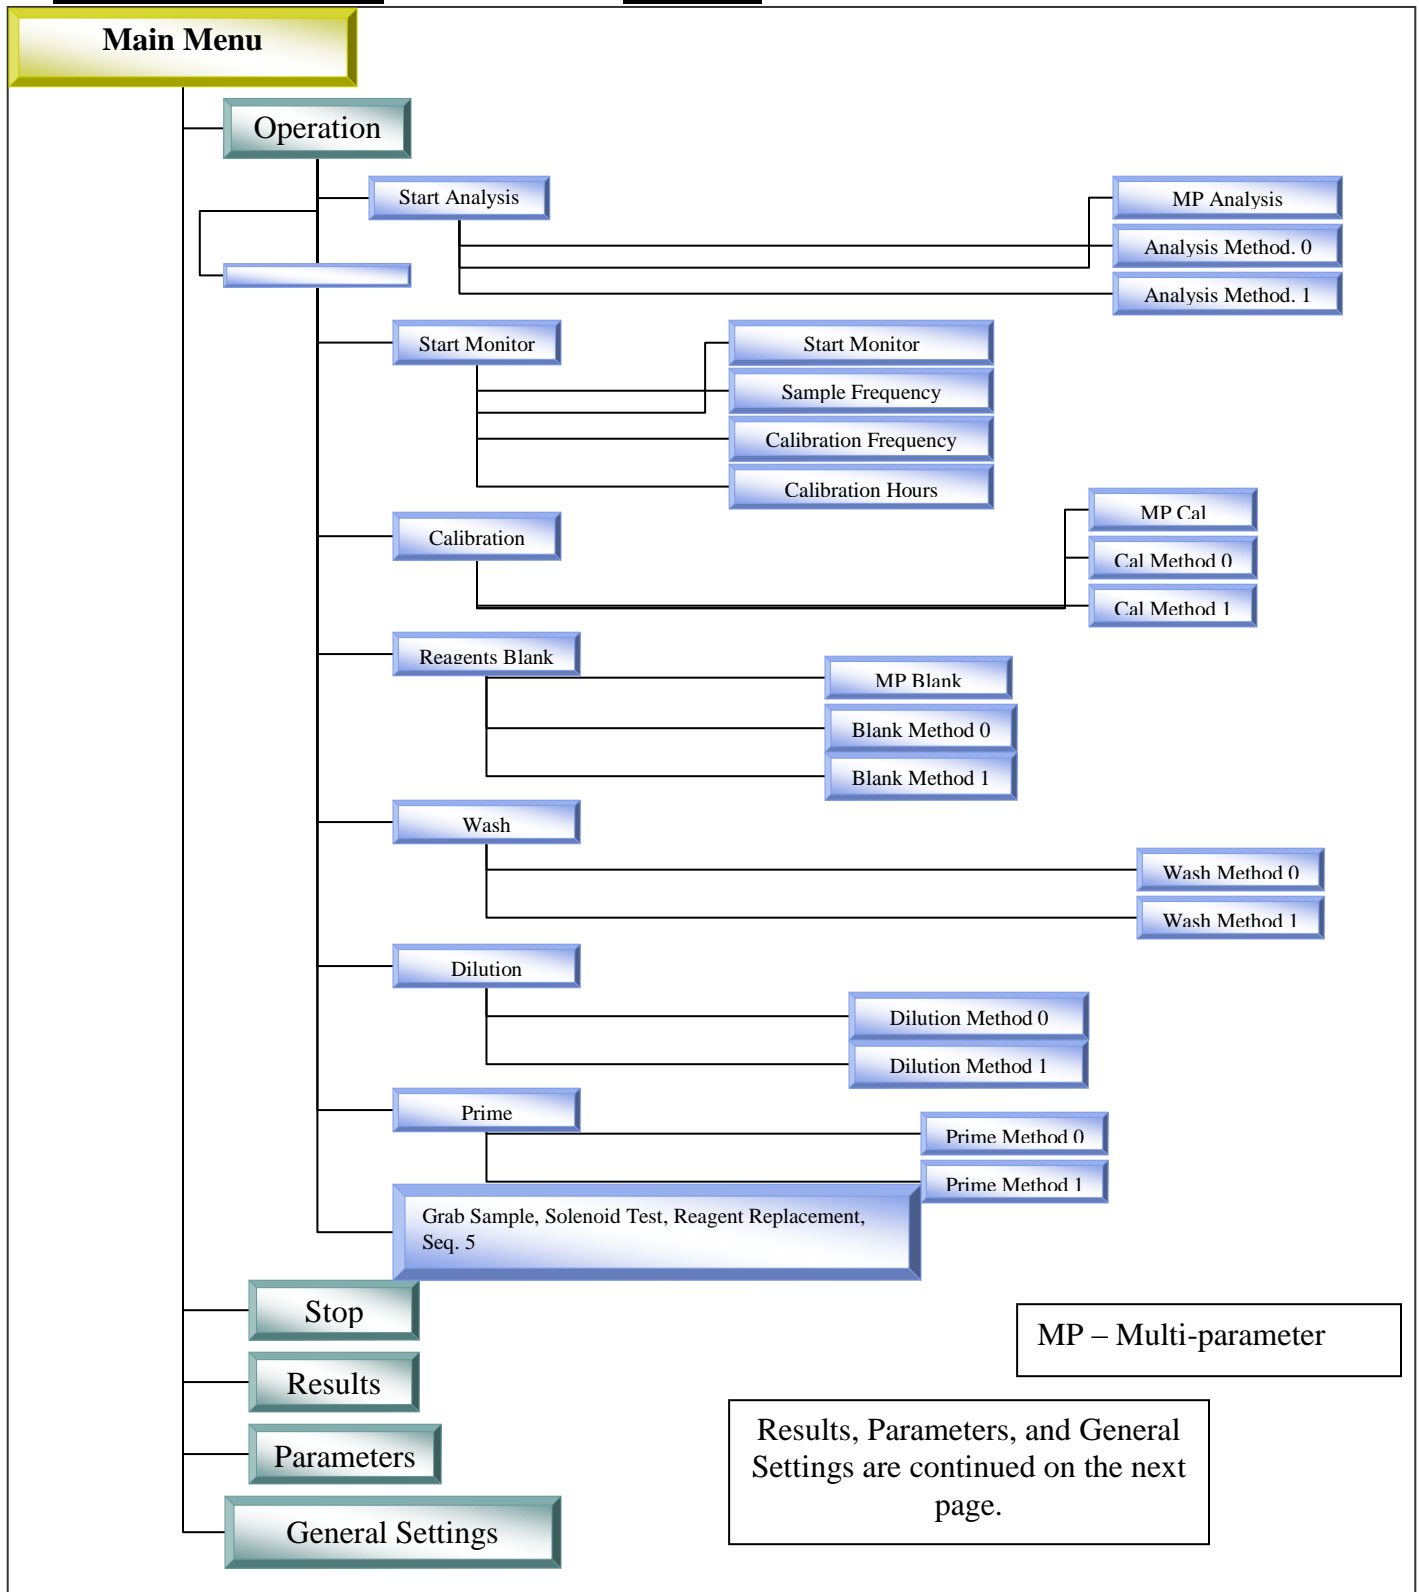 Main Menu
Operation
Start Analysis
MP Analysis
Analysis Method. 0
Analysis Method. 1
Start Monitor
Start Monitor
Sample Frequency
Calibration Frequency
Calibration Hours
Calibration
MP Cal
Cal Method 0
Cal Method 1
Reagents Blank
MP Blank
Blank Method 0
Blank Method 1
Wash
Wash Method 0
Wash Method 1
Dilution
Dilution Method 0
Dilution Method 1
Prime
Prime Method 0
Prime Method 1
Grab Sample, Solenoid Test, Reagent Replacement,
Seq. 5
Stop
MP – Multi-parameter
Results
Parameters
General Settings
Results, Parameters, and General
Settings are continued on the next
page.